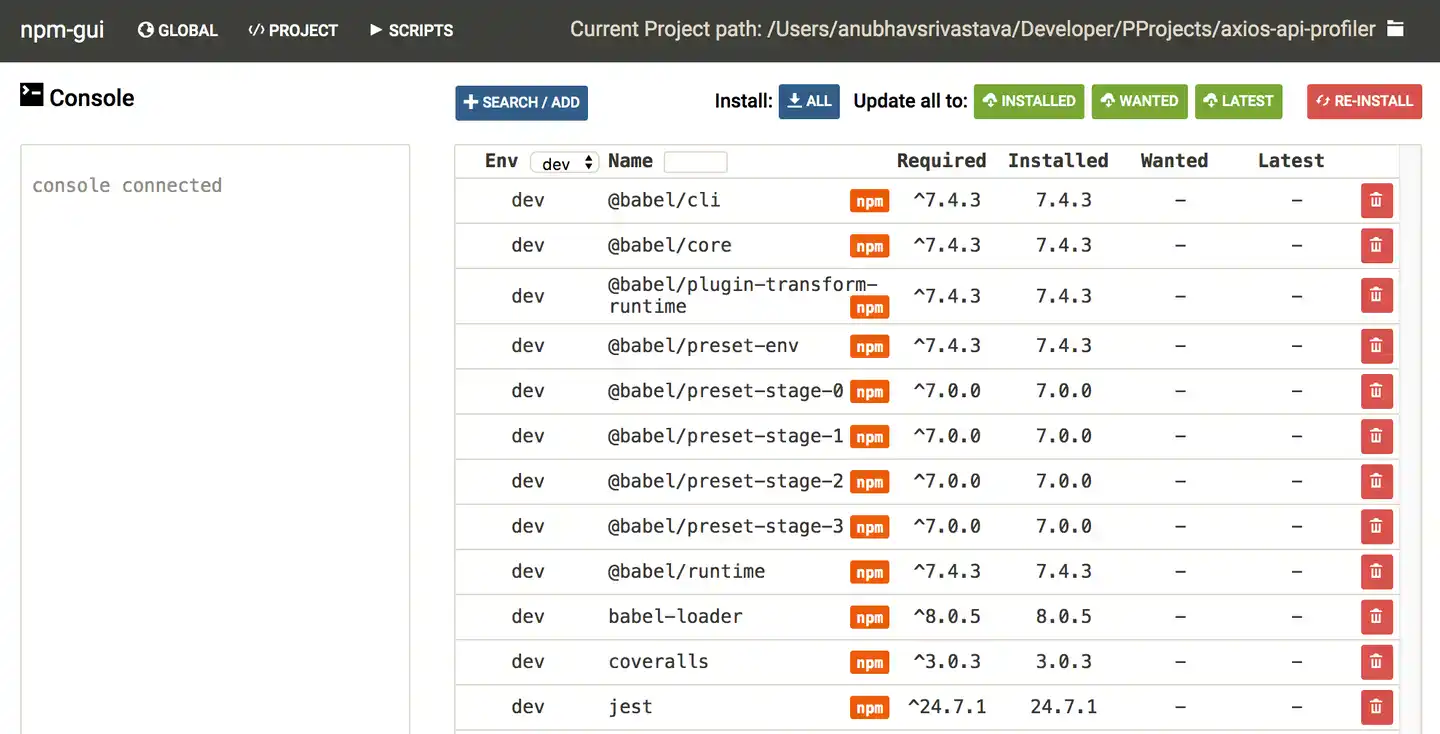 npm-gui GLOBAL </> PROJECT SCRIPTS Current Project path: /Users/anubhavsrivastava/Developer/PProjects/axios-api-profiler
Console
SEARCH / ADD Install: ALL Update all to: INSTALLED WANTED LATEST RE-INSTALL
console connected
Env dev Name Required Installed Wanted Latest
dev @babel/cli npm ^7.4.3 7.4.3 – –
dev @babel/core npm ^7.4.3 7.4.3 – –
dev @babel/plugin-transform-
runtime npm ^7.4.3 7.4.3 – –
dev @babel/preset-env npm ^7.4.3 7.4.3 – –
dev @babel/preset-stage-0 npm ^7.0.0 7.0.0 – –
dev @babel/preset-stage-1 npm ^7.0.0 7.0.0 – –
dev @babel/preset-stage-2 npm ^7.0.0 7.0.0 – –
dev @babel/preset-stage-3 npm ^7.0.0 7.0.0 – –
dev @babel/runtime npm ^7.4.3 7.4.3 – –
dev babel-loader npm ^8.0.5 8.0.5 – –
dev coveralls npm ^3.0.3 3.0.3 – –
dev jest npm ^24.7.1 24.7.1 – –